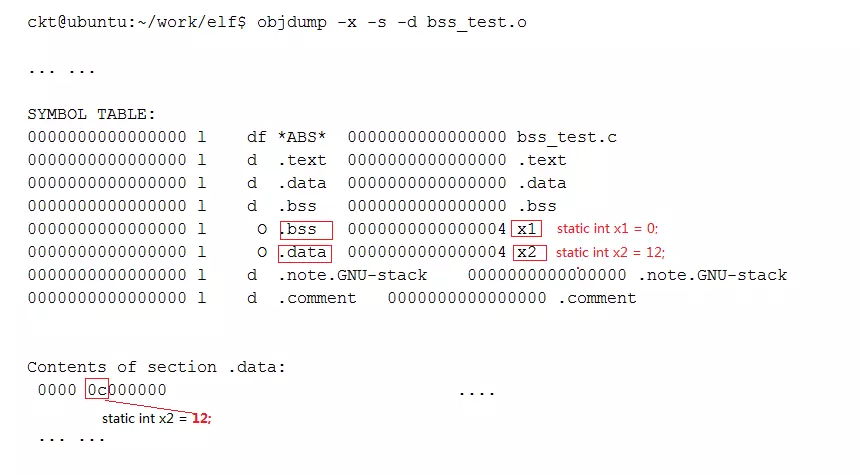 ckt@ubuntu:~/work/elf$ objdump -x -s -d bss_test.o
... ...
SYMBOL TABLE:
0000000000000000 l    df *ABS*  0000000000000000 bss_test.c
0000000000000000 l    d  .text  0000000000000000 .text
0000000000000000 l    d  .data  0000000000000000 .data
0000000000000000 l    d  .bss  0000000000000000 .bss
0000000000000000 l     O .bss  0000000000000004 x1 static int x1 = 0;
0000000000000000 l     O .data  0000000000000004 x2 static int x2 = 12;
0000000000000000 l    d  .note.GNU-stack    0000000000000000 .note.GNU-stack
0000000000000000 l    d  .comment   0000000000000000 .comment
Contents of section .data:
0000 0c000000 ....
static int x2 = 12;
... ...